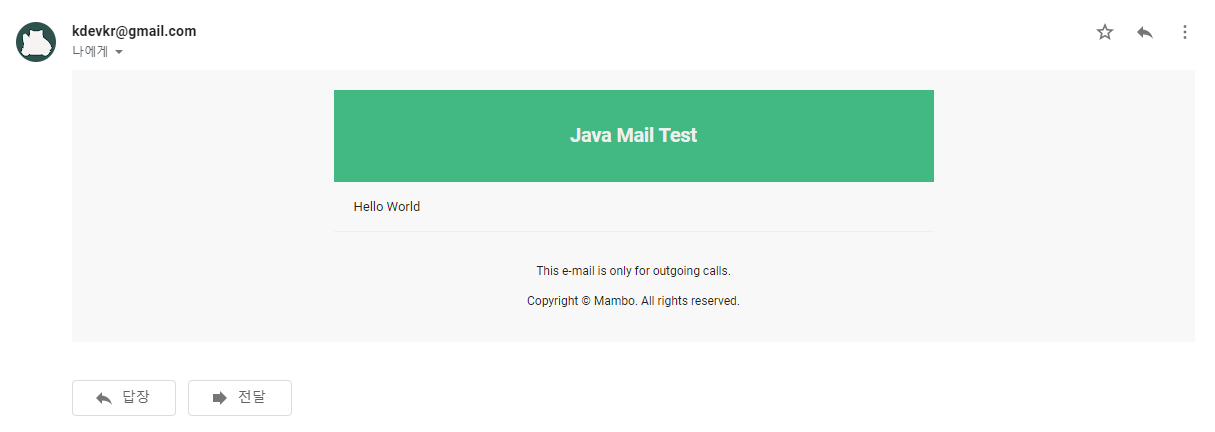 kdevkr@gmail.com
나에게
Java Mail Test
Hello World
This e-mail is only for outgoing calls.
Copyright © Mambo. All rights reserved.
답장 전달